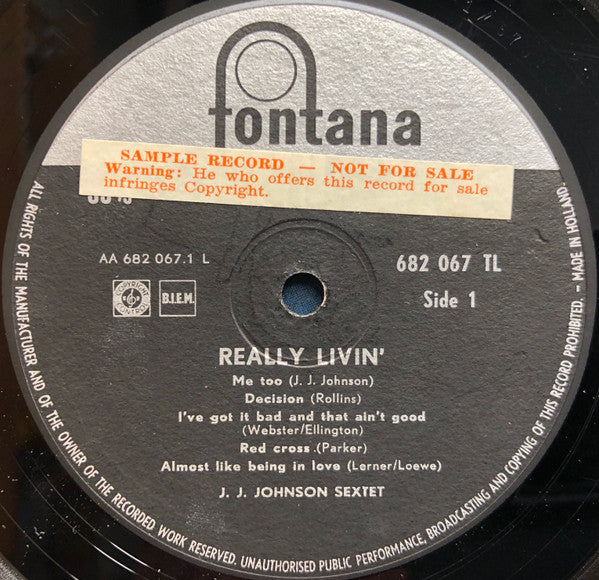 fontana
SAMPLE RECORD — NOT FOR SALE
Warning: He who offers this record for sale
infringes Copyright.
AA 682 067.1 L
682 067 TL
COPYRIGHT
CONTROL
B.I.E.M.
Side 1
REALLY LIVIN'
Me too (J. J. Johnson)
Decision (Rollins)
I've got it bad and that ain't good
(Webster/Ellington)
Red cross (Parker)
Almost like being in love (Lerner/Loewe)
J. J. JOHNSON SEXTET
ALL RIGHTS OF THE MANUFACTURER AND OF THE OWNER OF THE RECORDED WORK RESERVED. UNAUTHORISED PUBLIC PERFORMANCE, BROADCASTING AND COPYING OF THIS RECORD PROHIBITED. – MADE IN HOLLAND.